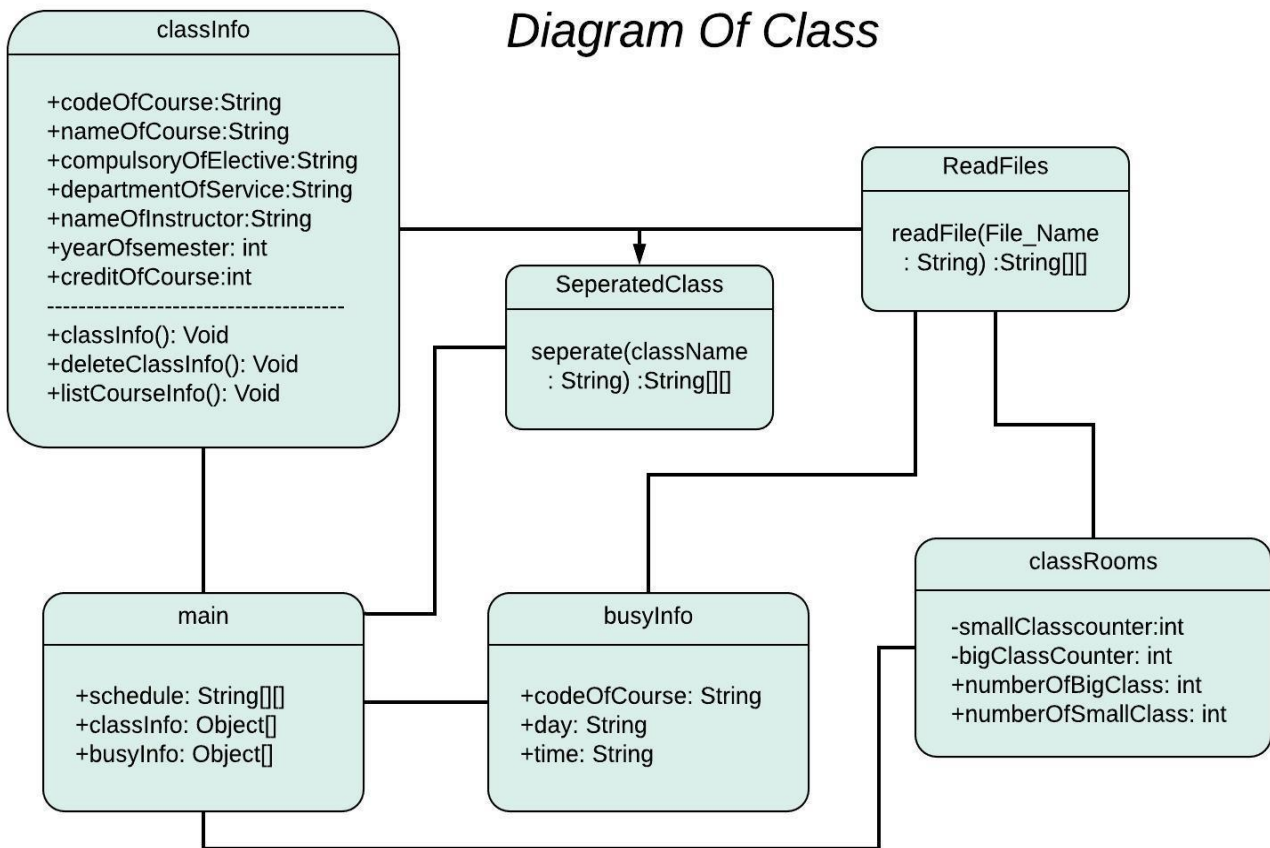 Diagram Of Class
classInfo
+codeOfCourse:String
+nameOfCourse:String
+compulsoryOfElective:String
+departmentOfService:String
+nameOfInstructor:String
+yearOfsemester: int
+creditOfCourse:int
--------------------------------------
+classInfo(): Void
+deleteClassInfo(): Void
+listCourseInfo(): Void
ReadFiles
readFile(File_Name
: String) :String[][]
SeperatedClass
seperate(className
: String) :String[][]
main
+schedule: String[][]
+classInfo: Object[]
+busyInfo: Object[]
busyInfo
+codeOfCourse: String
+day: String
+time: String
classRooms
-smallClasscounter:int
-bigClassCounter: int
+numberOfBigClass: int
+numberOfSmallClass: int